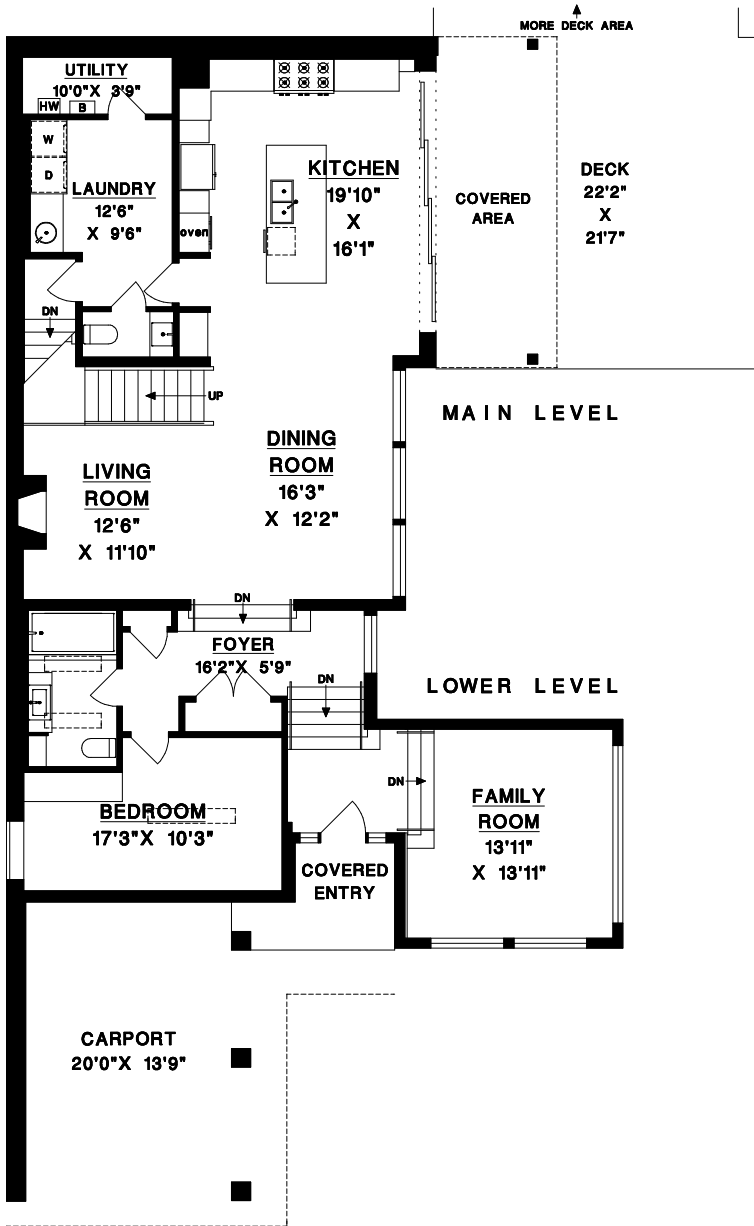 MORE DECK AREA
UTILITY
10'0"X 3'9"
HW
B
W
D
LAUNDRY
12'6"
X 9'6"
oven
KITCHEN
19'10"
X
16'1"
COVERED
AREA
DECK
22'2"
X
21'7"
DN
UP
MAIN LEVEL
DINING
ROOM
16'3"
X 12'2"
LIVING
ROOM
12'6"
X 11'10"
DN
FOYER
16'2"X 5'9"
DN
LOWER LEVEL
DN
FAMILY
ROOM
13'11"
X 13'11"
BEDROOM
17'3"X 10'3"
COVERED
ENTRY
CARPORT
20'0"X 13'9"